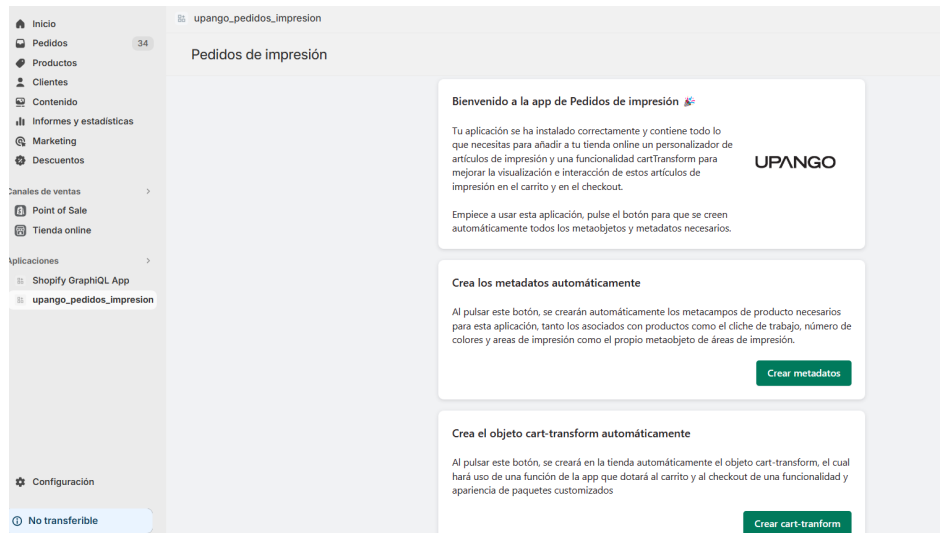 Inicio
Pedidos 34
Productos
Clientes
Contenido
Informes y estadísticas
Marketing
Descuentos
Canales de ventas
Point of Sale
Tienda online
Aplicaciones
Shopify GraphiQL App
upango_pedidos_impresion
Configuración
No transferible
upango_pedidos_impresion
Pedidos de impresión
Bienvenido a la app de Pedidos de impresión 🎉
Tu aplicación se ha instalado correctamente y contiene todo lo
que necesitas para añadir a tu tienda online un personalizador de
artículos de impresión y una funcionalidad cartTransform para
mejorar la visualización e interacción de estos artículos de
impresión en el carrito y en el checkout.
UPANGO
Empiece a usar esta aplicación, pulse el botón para que se creen
automáticamente todos los metaobjetos y metadatos necesarios.
Crea los metadatos automáticamente
Al pulsar este botón, se crearán automáticamente los metacampos de producto necesarios
para esta aplicación, tanto los asociados con productos como el cliche de trabajo, número de
colores y areas de impresión como el propio metaobjeto de áreas de impresión.
Crear metadatos
Crea el objeto cart-transform automáticamente
Al pulsar este botón, se creará en la tienda automáticamente el objeto cart-transform, el cual
hará uso de una función de la app que dotará al carrito y al checkout de una funcionalidad y
apariencia de paquetes customizados
Crear cart-tranform